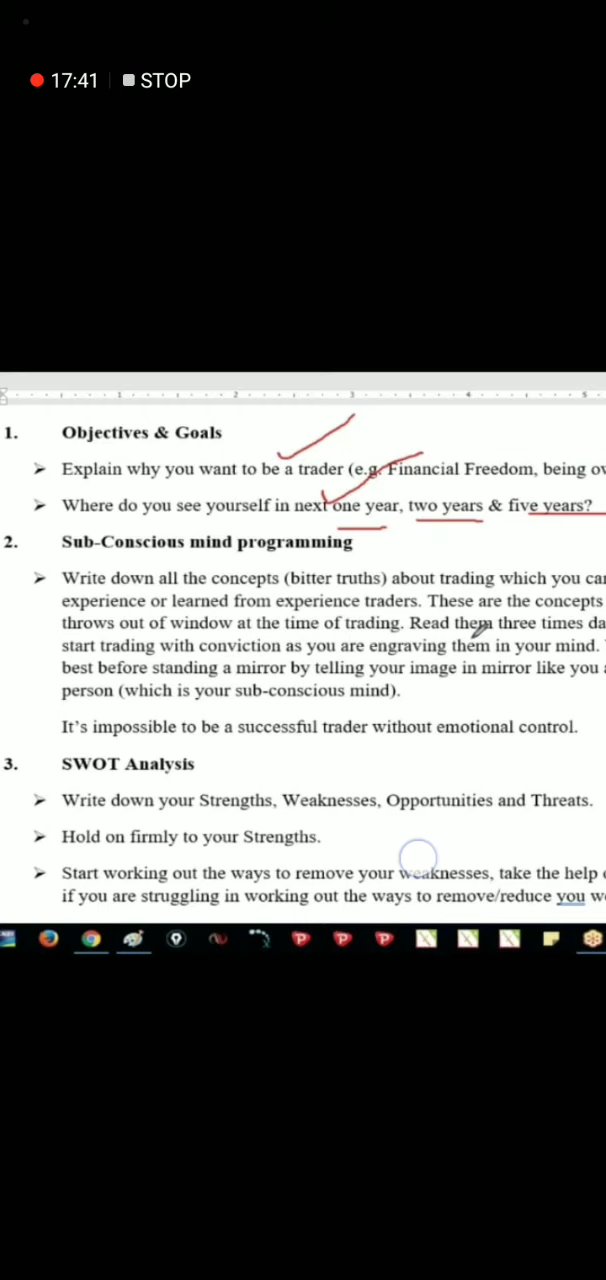 17:41 STOP
1. Objectives & Goals
➤ Explain why you want to be a trader (e.g. Financial Freedom, being
➤ Where do you see yourself in next one year, two years & five years?
2. Sub-Conscious mind programming
➤ Write down all the concepts (bitter truths) about trading which you
experience or learned from experience traders. These are the concepts
throws out of window at the time of trading. Read them three times
start trading with conviction as you are engraving them in your mind.
best before standing a mirror by telling your image in mirror like you
person (which is your sub-conscious mind).
It's impossible to be a successful trader without emotional control.
3. SWOT Analysis
➤ Write down your Strengths, Weaknesses, Opportunities and Threats.
➤ Hold on firmly to your Strengths.
➤ Start working out the ways to remove your weaknesses, take the help
if you are struggling in working out the ways to remove/reduce you